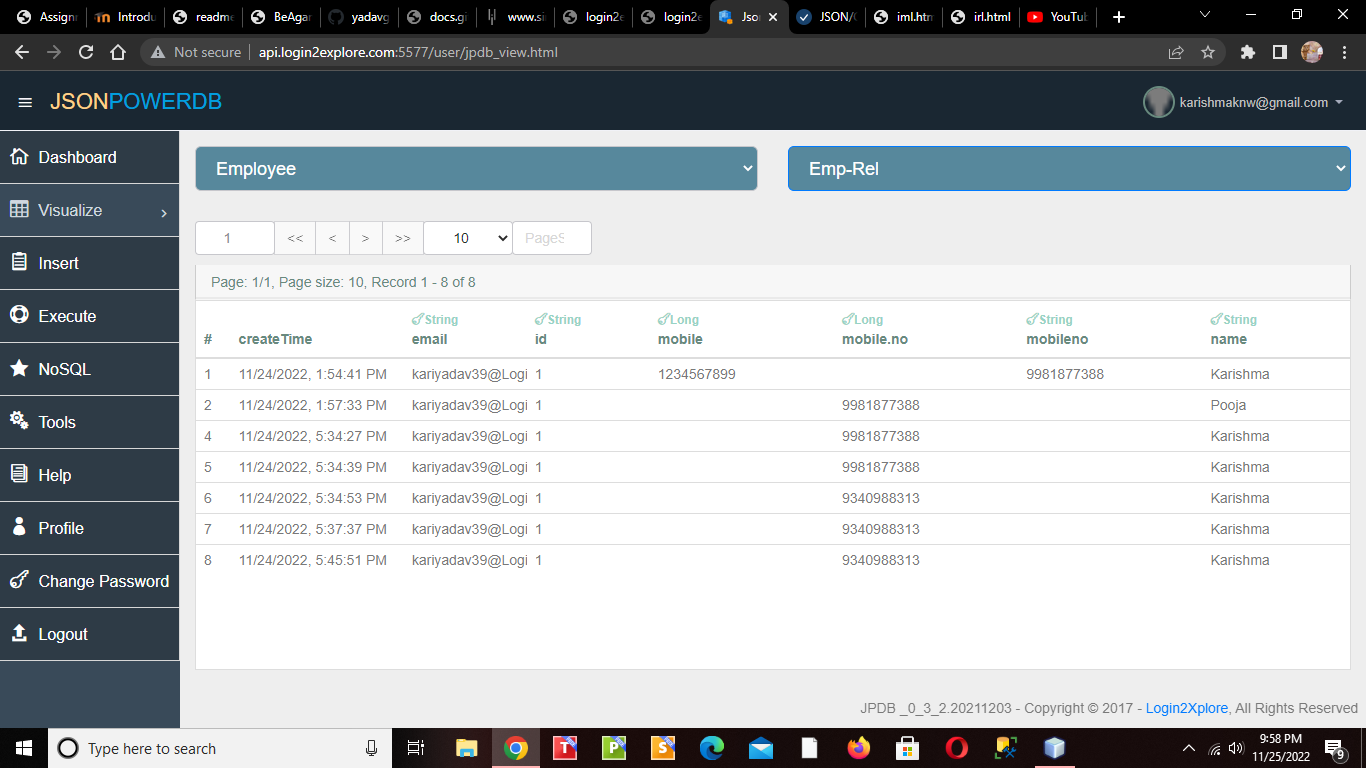 Assignr Introdu readme BeAgar yadavg docs.gi www.si login2e login2e Jso JSON/ iml.htm irl.html YouTub
Not secure api.login2explore.com:5577/user/jpdb_view.html
JSONPOWERDB karishmaknw@gmail.com
Dashboard
Visualize
Insert
Execute
NoSQL
Tools
Help
Profile
Change Password
Logout
Employee Emp-Rel
1 << < > >> 10 PageS
Page: 1/1, Page size: 10, Record 1 - 8 of 8
String String Long Long String String
# createTime email id mobile mobile.no mobileno name
1 11/24/2022, 1:54:41 PM kariyadav39@Logi 1 1234567899 9981877388 Karishma
2 11/24/2022, 1:57:33 PM kariyadav39@Logi 1 9981877388 Pooja
4 11/24/2022, 5:34:27 PM kariyadav39@Logi 1 9981877388 Karishma
5 11/24/2022, 5:34:39 PM kariyadav39@Logi 1 9981877388 Karishma
6 11/24/2022, 5:34:53 PM kariyadav39@Logi 1 9340988313 Karishma
7 11/24/2022, 5:37:37 PM kariyadav39@Logi 1 9340988313 Karishma
8 11/24/2022, 5:45:51 PM kariyadav39@Logi 1 9340988313 Karishma
JPDB _0_3_2.20211203 - Copyright © 2017 - Login2Xplore, All Rights Reserved
Type here to search
T P S
9:58 PM
11/25/2022
9